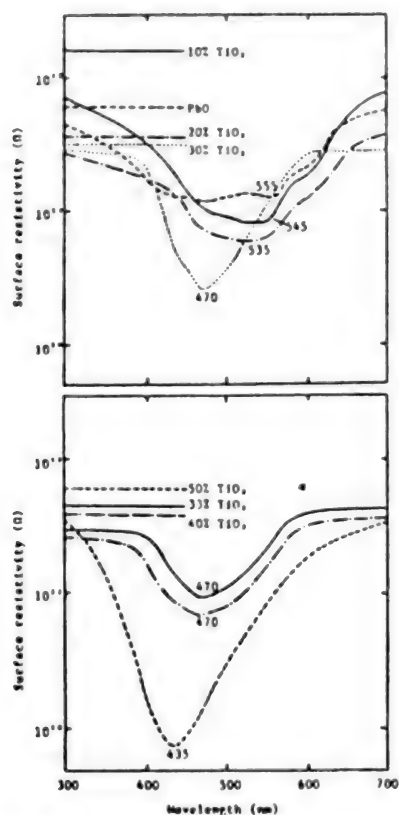 10% TiO₂
PbO
20% TiO₂
30% TiO₂
555
545
535
470
Surface resistivity (Ω)
50% TiO₂
33% TiO₂
40% TiO₂
470
470
435
Surface resistivity (Ω)
300 400 500 600 700
Wavelength (nm)